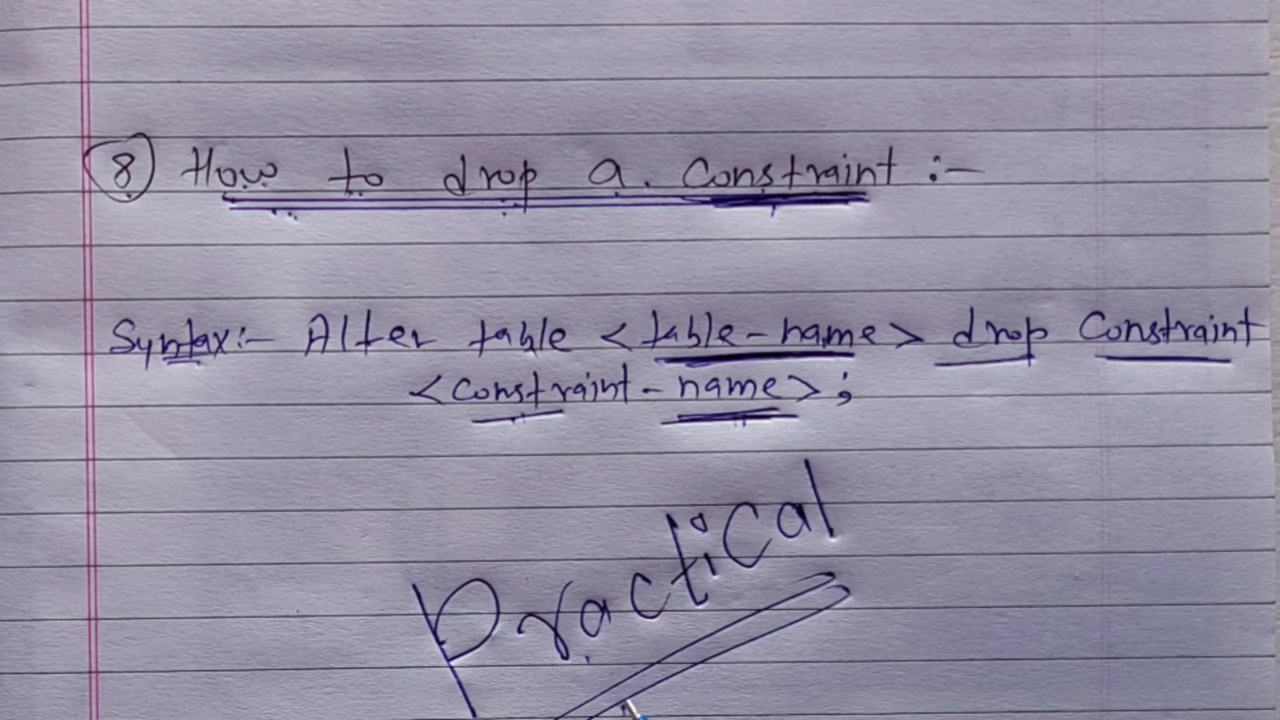 8 How to drop a. Constraint :-
Syntax:- Alter table <table-name> drop Constraint
<constraint-name>;
Practical